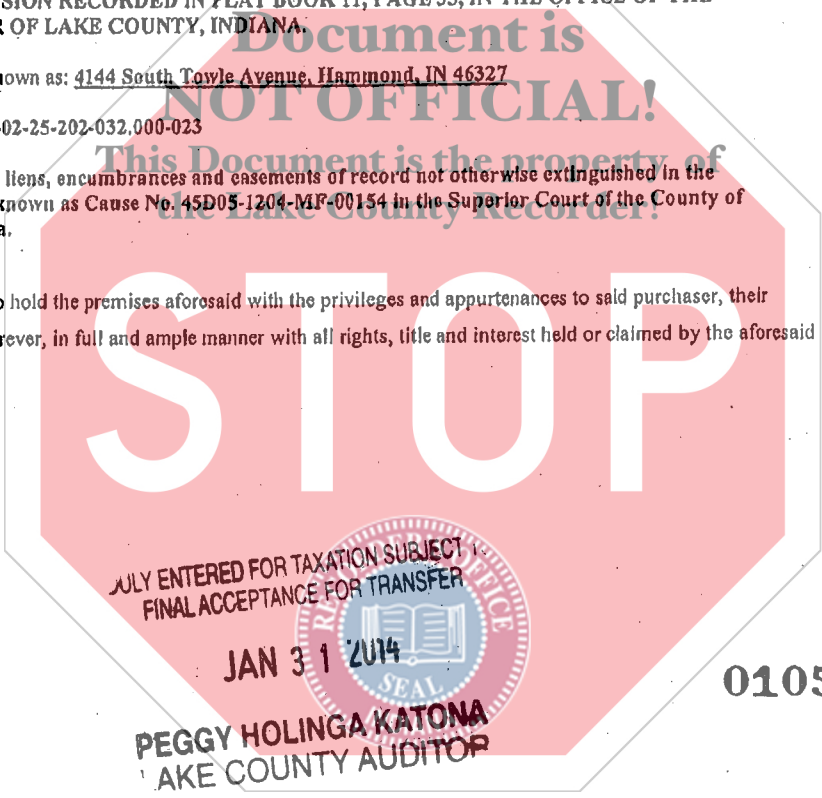 SION RECORDED IN PLAT BOOK 11, PAGE 33, IN THE OFFICE OF THE
R OF LAKE COUNTY, INDIANA.
Document is
own as: 4144 South Towle Avenue, Hammond, IN 46327
NOT OFFICIAL!
-02-25-202-032.000-023
This Document is the property of
liens, encumbrances and easements of record not otherwise extinguished in the
known as Cause No. 45D05-1204-MF-00154 in the Superior Court of the County of
the Lake County Recorder!
a.
o hold the premises aforesaid with the privileges and appurtenances to said purchaser, their
rever, in full and ample manner with all rights, title and interest held or claimed by the aforesaid
STOP
ULY ENTERED FOR TAXATION SUBJECT
FINAL ACCEPTANCE FOR TRANSFER
JAN 31 2014
SEAL
0105
PEGGY HOLINGA KATONA
AKE COUNTY AUDITOR